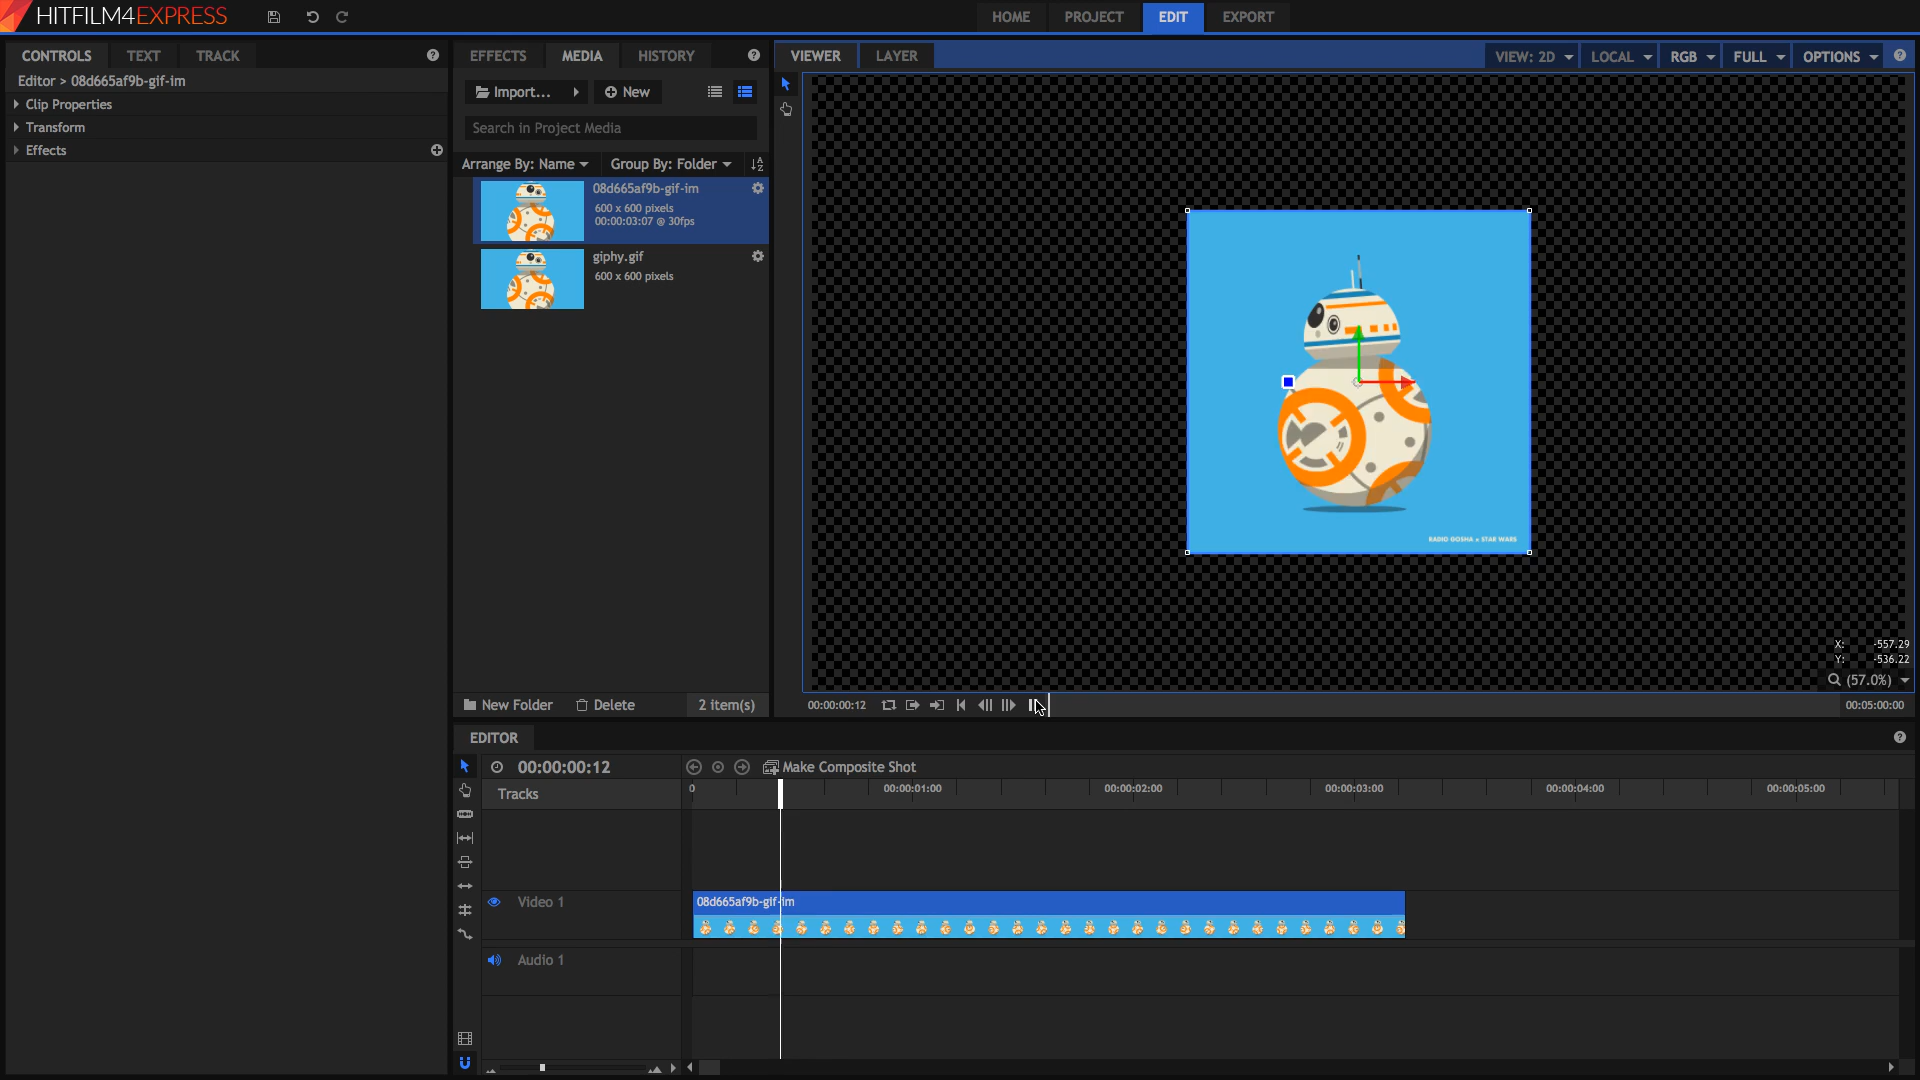 HITFILM4EXPRESS
HOME PROJECT EDIT EXPORT
CONTROLS TEXT TRACK
Editor > 08d665af9b-gif-im
Clip Properties
Transform
Effects
EFFECTS MEDIA HISTORY
Import... New
Search in Project Media
Arrange By: Name Group By: Folder
08d665af9b-gif-im
600 x 600 pixels
00:00:03:07 @ 30fps
giphy.gif
600 x 600 pixels
New Folder Delete 2 item(s)
VIEWER LAYER VIEW: 2D LOCAL RGB FULL OPTIONS
RADIO GOSHA x STAR WARS
X: -557.29
Y: -536.22
(57.0%)
00:00:00:12 00:05:00:00
EDITOR
00:00:00:12 Make Composite Shot
Tracks 0 00:00:01:00 00:00:02:00 00:00:03:00 00:00:04:00 00:00:05:00
Video 1 08d665af9b-gif-im
Audio 1